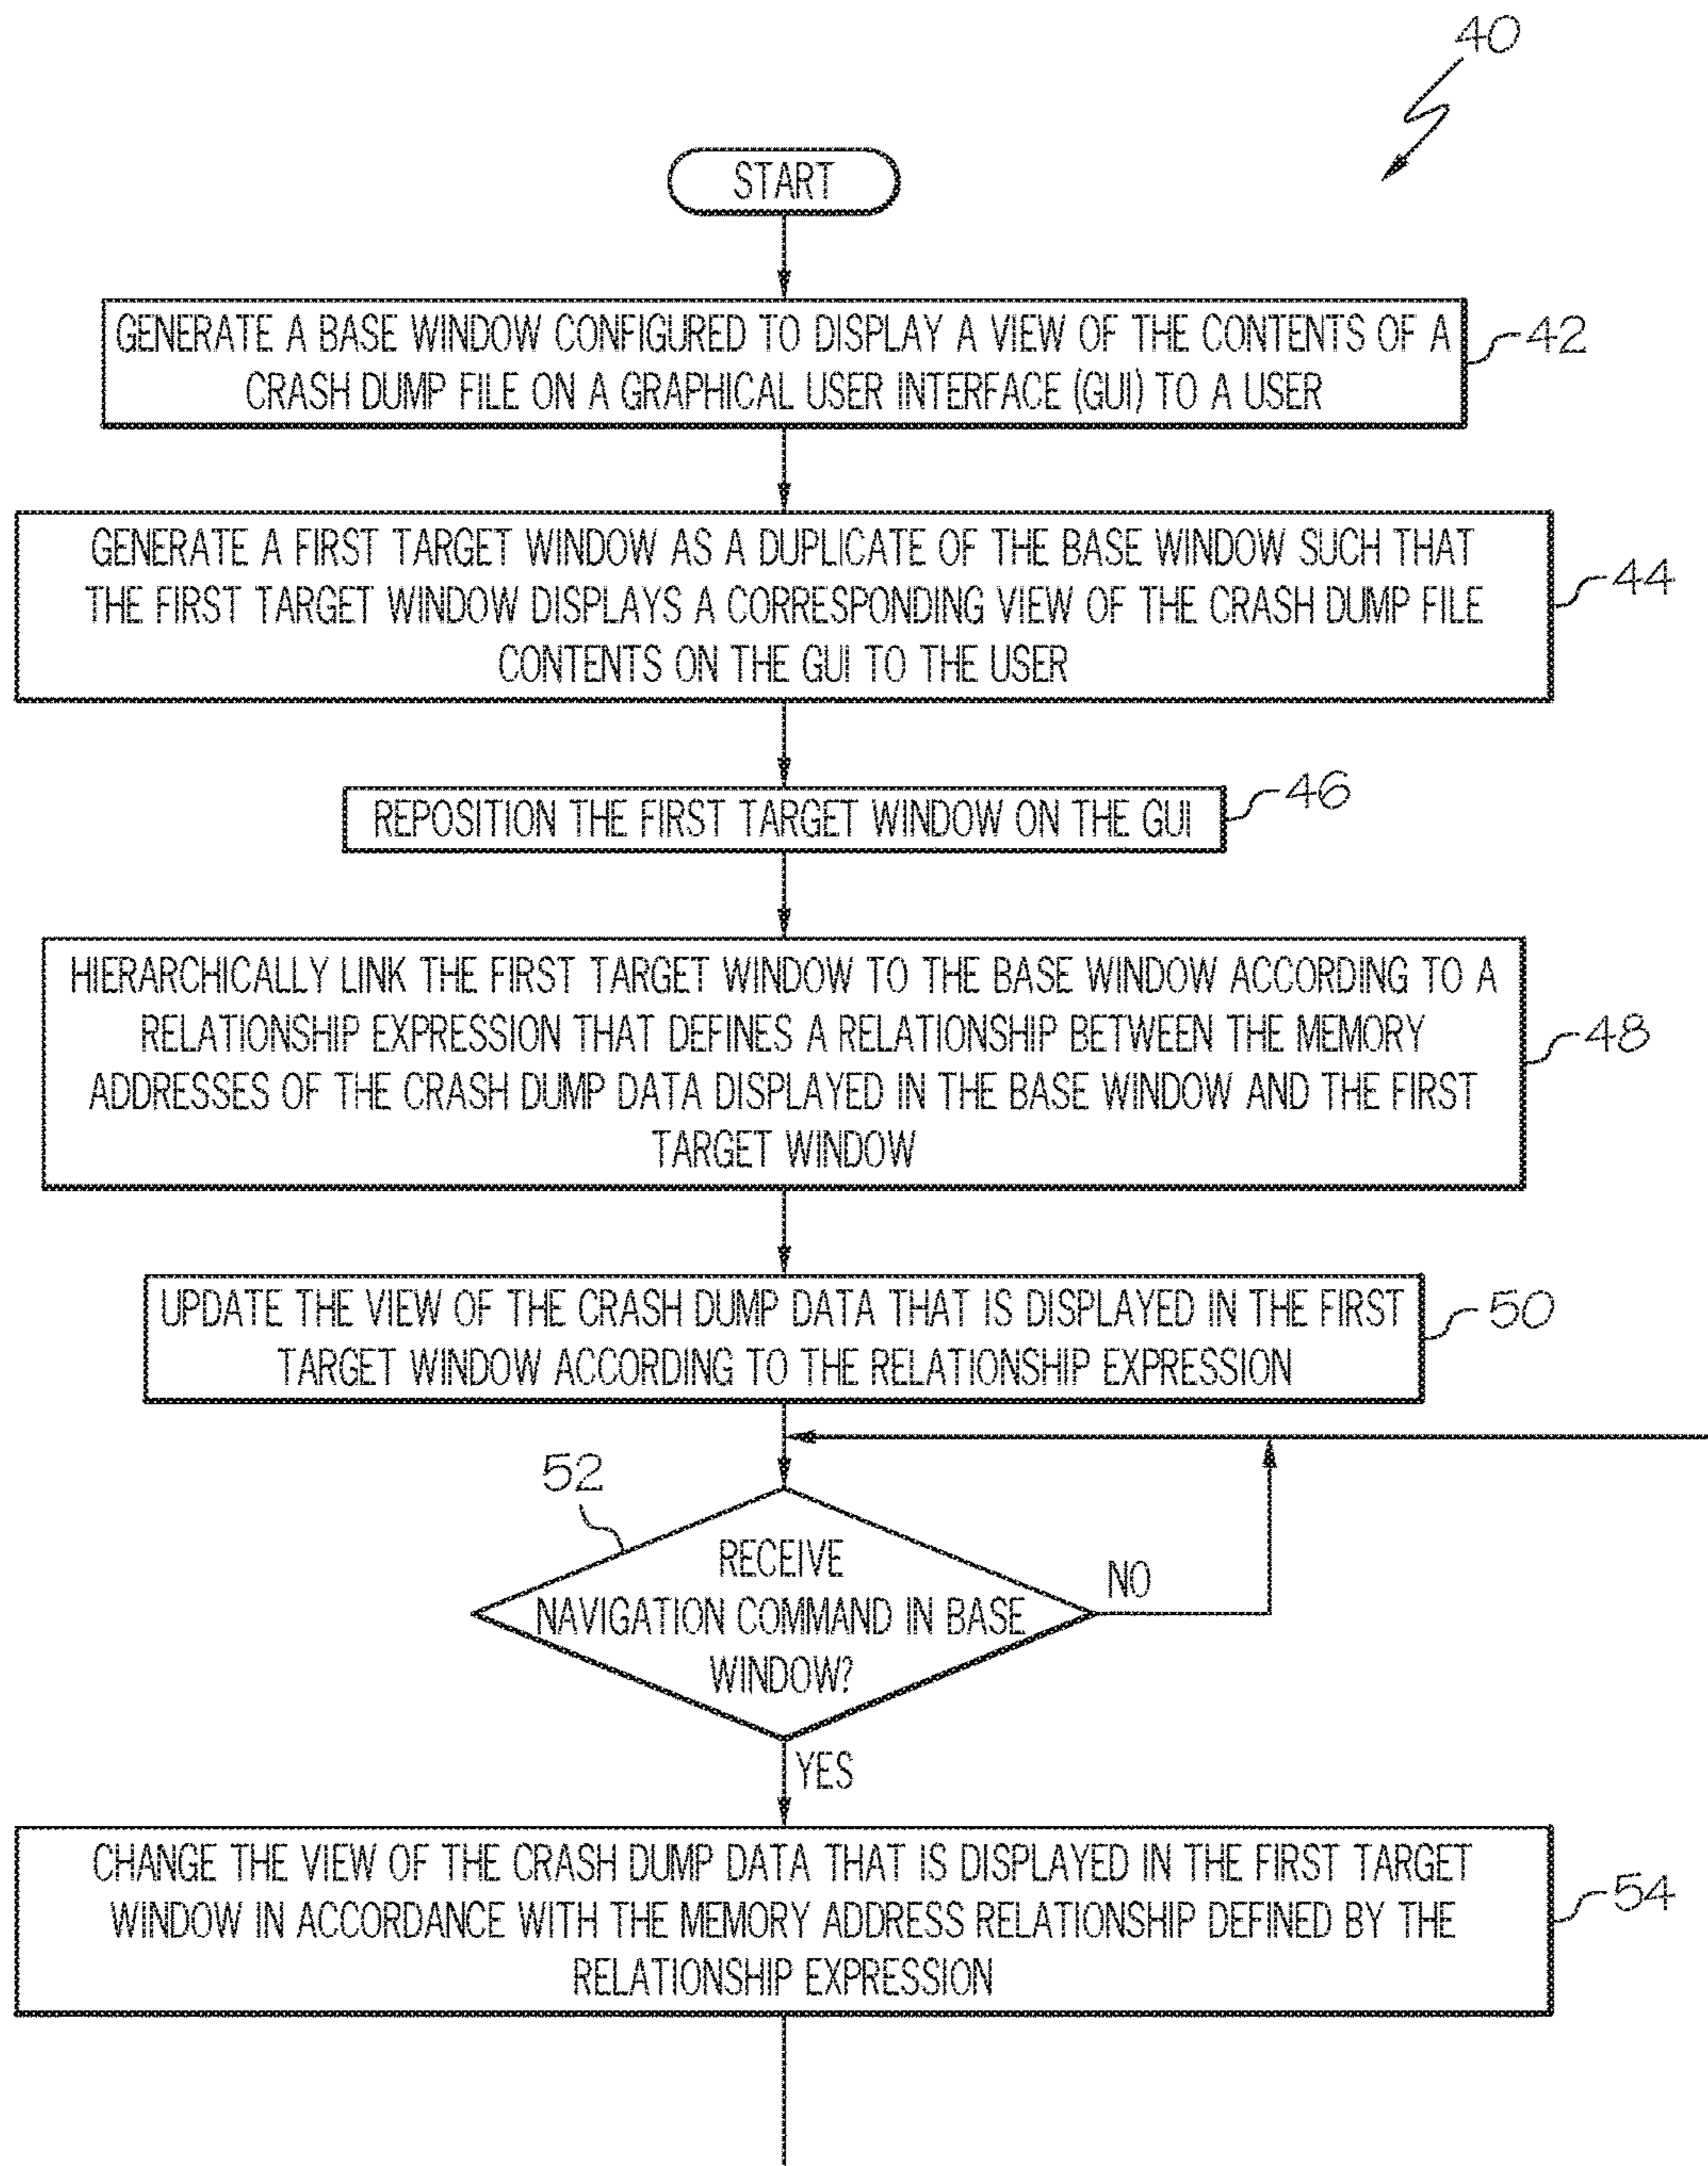 40
START
GENERATE A BASE WINDOW CONFIGURED TO DISPLAY A VIEW OF THE CONTENTS OF A
CRASH DUMP FILE ON A GRAPHICAL USER INTERFACE (GUI) TO A USER
42
GENERATE A FIRST TARGET WINDOW AS A DUPLICATE OF THE BASE WINDOW SUCH THAT
THE FIRST TARGET WINDOW DISPLAYS A CORRESPONDING VIEW OF THE CRASH DUMP FILE
CONTENTS ON THE GUI TO THE USER
44
REPOSITION THE FIRST TARGET WINDOW ON THE GUI
46
HIERARCHICALLY LINK THE FIRST TARGET WINDOW TO THE BASE WINDOW ACCORDING TO A
RELATIONSHIP EXPRESSION THAT DEFINES A RELATIONSHIP BETWEEN THE MEMORY
ADDRESSES OF THE CRASH DUMP DATA DISPLAYED IN THE BASE WINDOW AND THE FIRST
TARGET WINDOW
48
UPDATE THE VIEW OF THE CRASH DUMP DATA THAT IS DISPLAYED IN THE FIRST
TARGET WINDOW ACCORDING TO THE RELATIONSHIP EXPRESSION
50
52
RECEIVE
NAVIGATION COMMAND IN BASE
WINDOW?
NO
YES
CHANGE THE VIEW OF THE CRASH DUMP DATA THAT IS DISPLAYED IN THE FIRST TARGET
WINDOW IN ACCORDANCE WITH THE MEMORY ADDRESS RELATIONSHIP DEFINED BY THE
RELATIONSHIP EXPRESSION
54